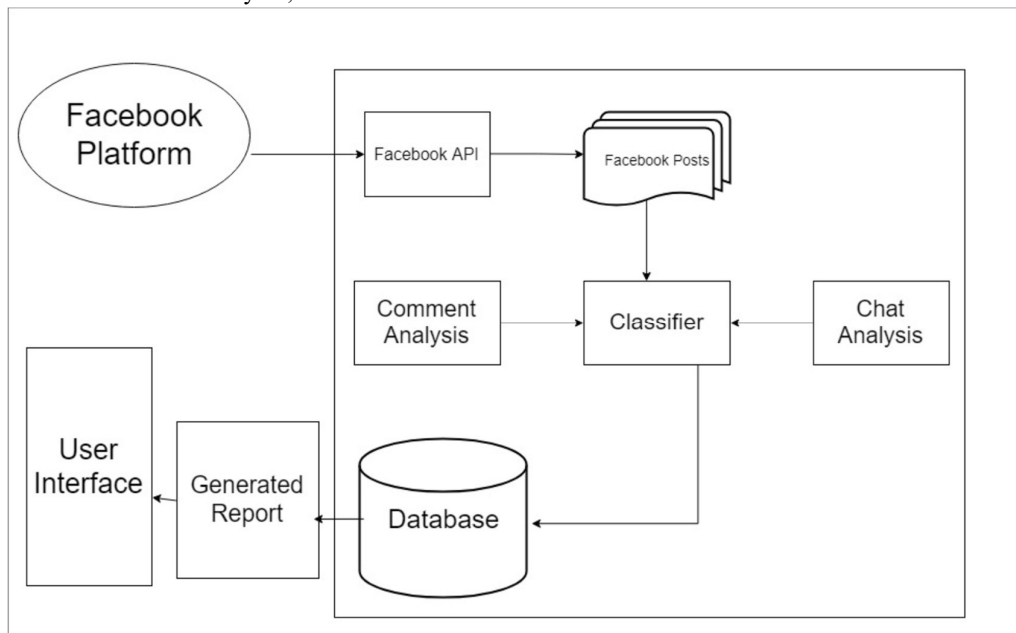 Facebook
Platform
Facebook API
Facebook Posts
Comment
Analysis
Classifier
Chat
Analysis
User
Interface
Generated
Report
Database